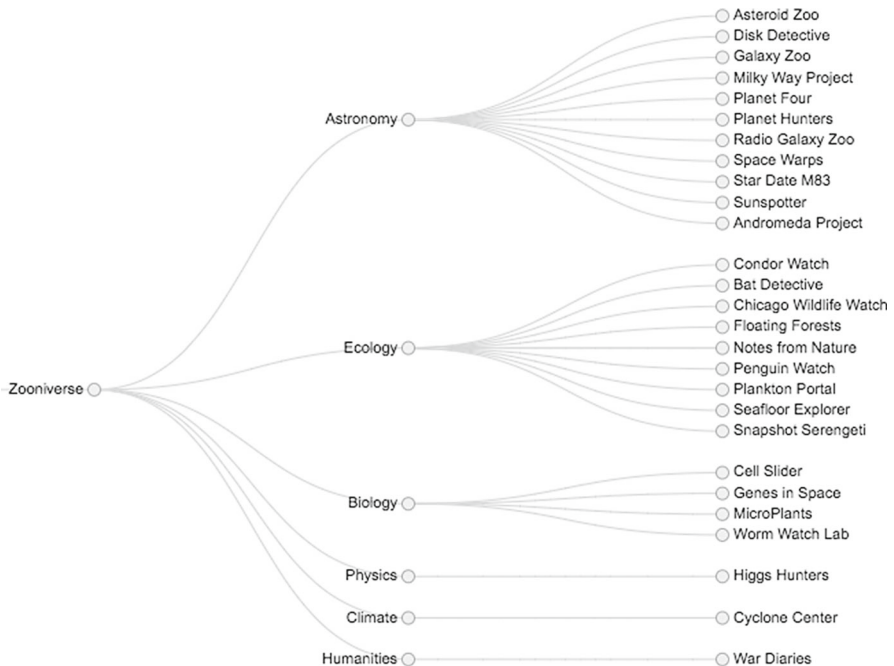 Zooniverse
Astronomy
Asteroid Zoo
Disk Detective
Galaxy Zoo
Milky Way Project
Planet Four
Planet Hunters
Radio Galaxy Zoo
Space Warps
Star Date M83
Sunspotter
Andromeda Project
Ecology
Condor Watch
Bat Detective
Chicago Wildlife Watch
Floating Forests
Notes from Nature
Penguin Watch
Plankton Portal
Seafloor Explorer
Snapshot Serengeti
Biology
Cell Slider
Genes in Space
MicroPlants
Worm Watch Lab
Physics
Higgs Hunters
Climate
Cyclone Center
Humanities
War Diaries